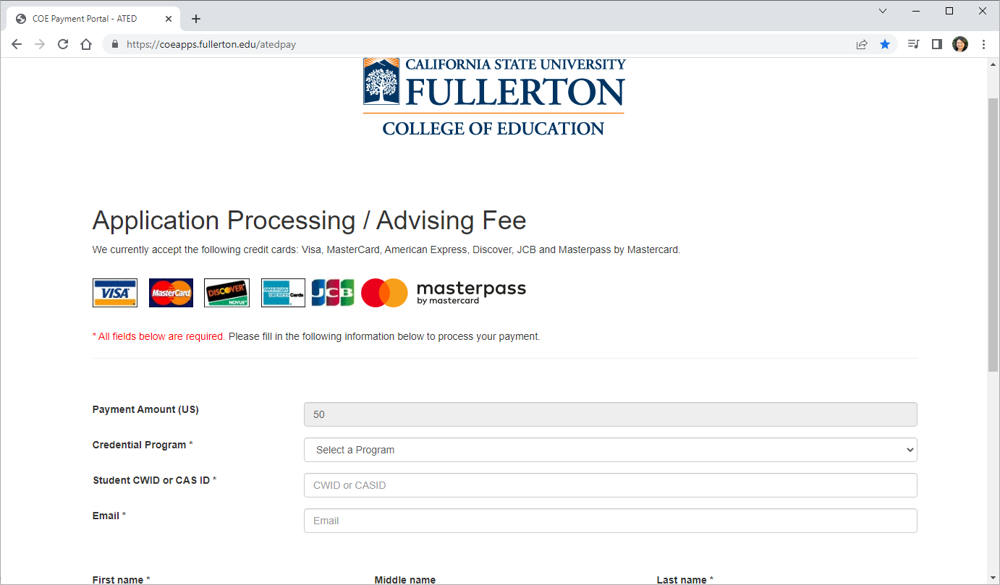 COE Payment Portal - ATED
https://coeapps.fullerton.edu/atedpay
CALIFORNIA STATE UNIVERSITY
FULLERTON
COLLEGE OF EDUCATION
Application Processing / Advising Fee
We currently accept the following credit cards: Visa, MasterCard, American Express, Discover, JCB and Masterpass by Mastercard.
VISA MasterCard DISCOVER NOVUS AMERICAN EXPRESS Cards JCB masterpass
by mastercard
* All fields below are required. Please fill in the following information below to process your payment.
Payment Amount (US) 50
Credential Program * Select a Program
Student CWID or CAS ID * CWID or CASID
Email * Email
First name * Middle name Last name *